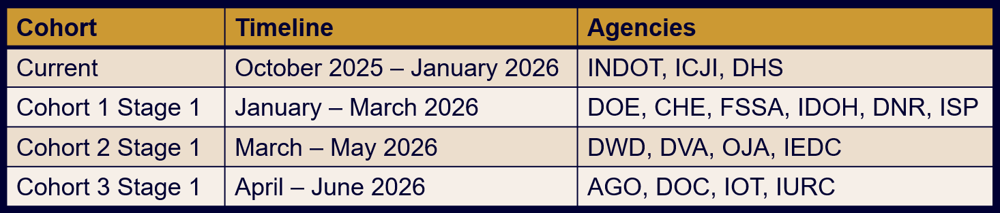 Cohort Timeline Agencies
Current October 2025 – January 2026 INDOT, ICJI, DHS
Cohort 1 Stage 1 January – March 2026 DOE, CHE, FSSA, IDOH, DNR, ISP
Cohort 2 Stage 1 March – May 2026 DWD, DVA, OJA, IEDC
Cohort 3 Stage 1 April – June 2026 AGO, DOC, IOT, IURC